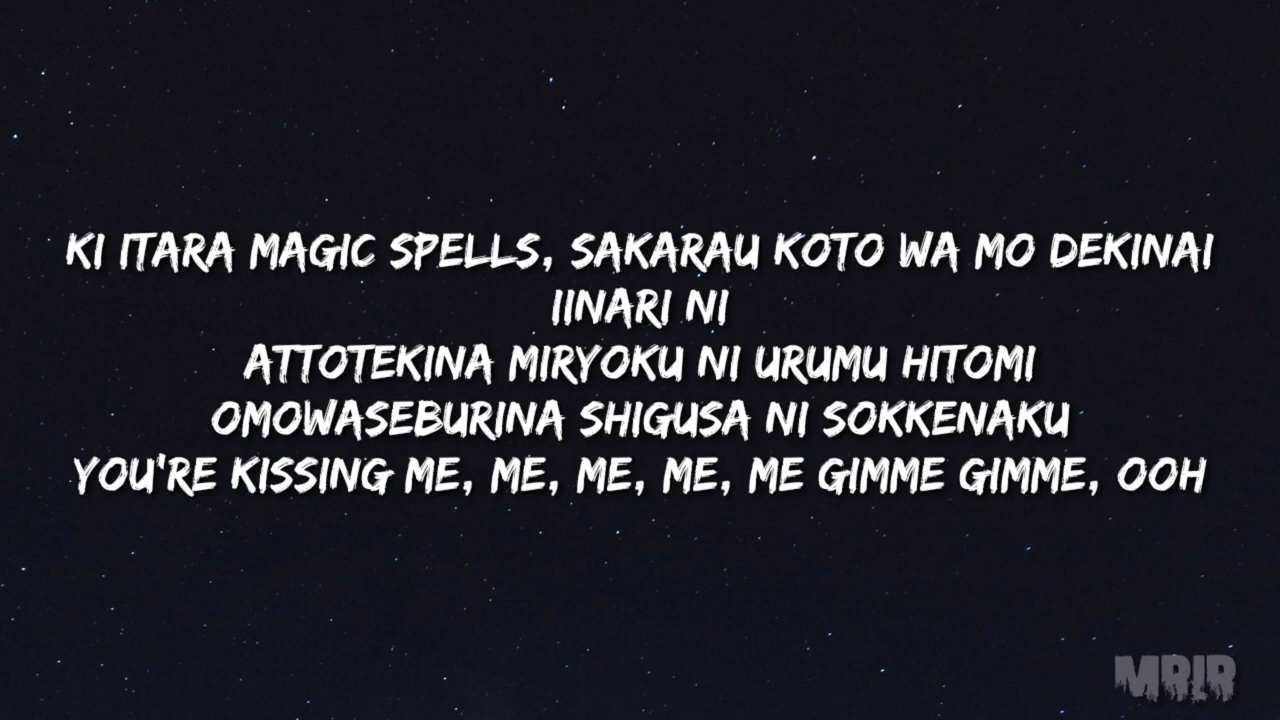 KI ITARA MAGIC SPELLS, SAKARAU KOTO WA MO DEKINAI
IINARI NI
ATTOTEKINA MIRYOKU NI URUMU HITOMI
OMOWASEBURINA SHIGUSA NI SOKKENAKU
YOU'RE KISSING ME, ME, ME, ME, ME GIMME GIMME, OOH
MRLR